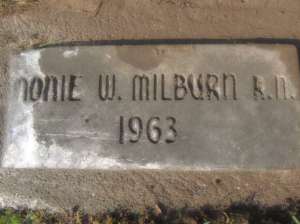 NONIE W. MILBURN R.N.
1963